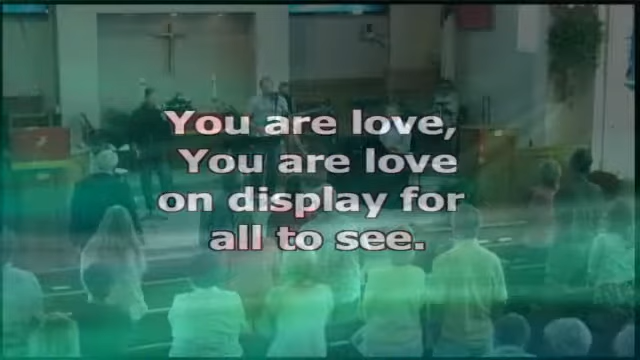 You are love,
You are love
on display for
all to see.